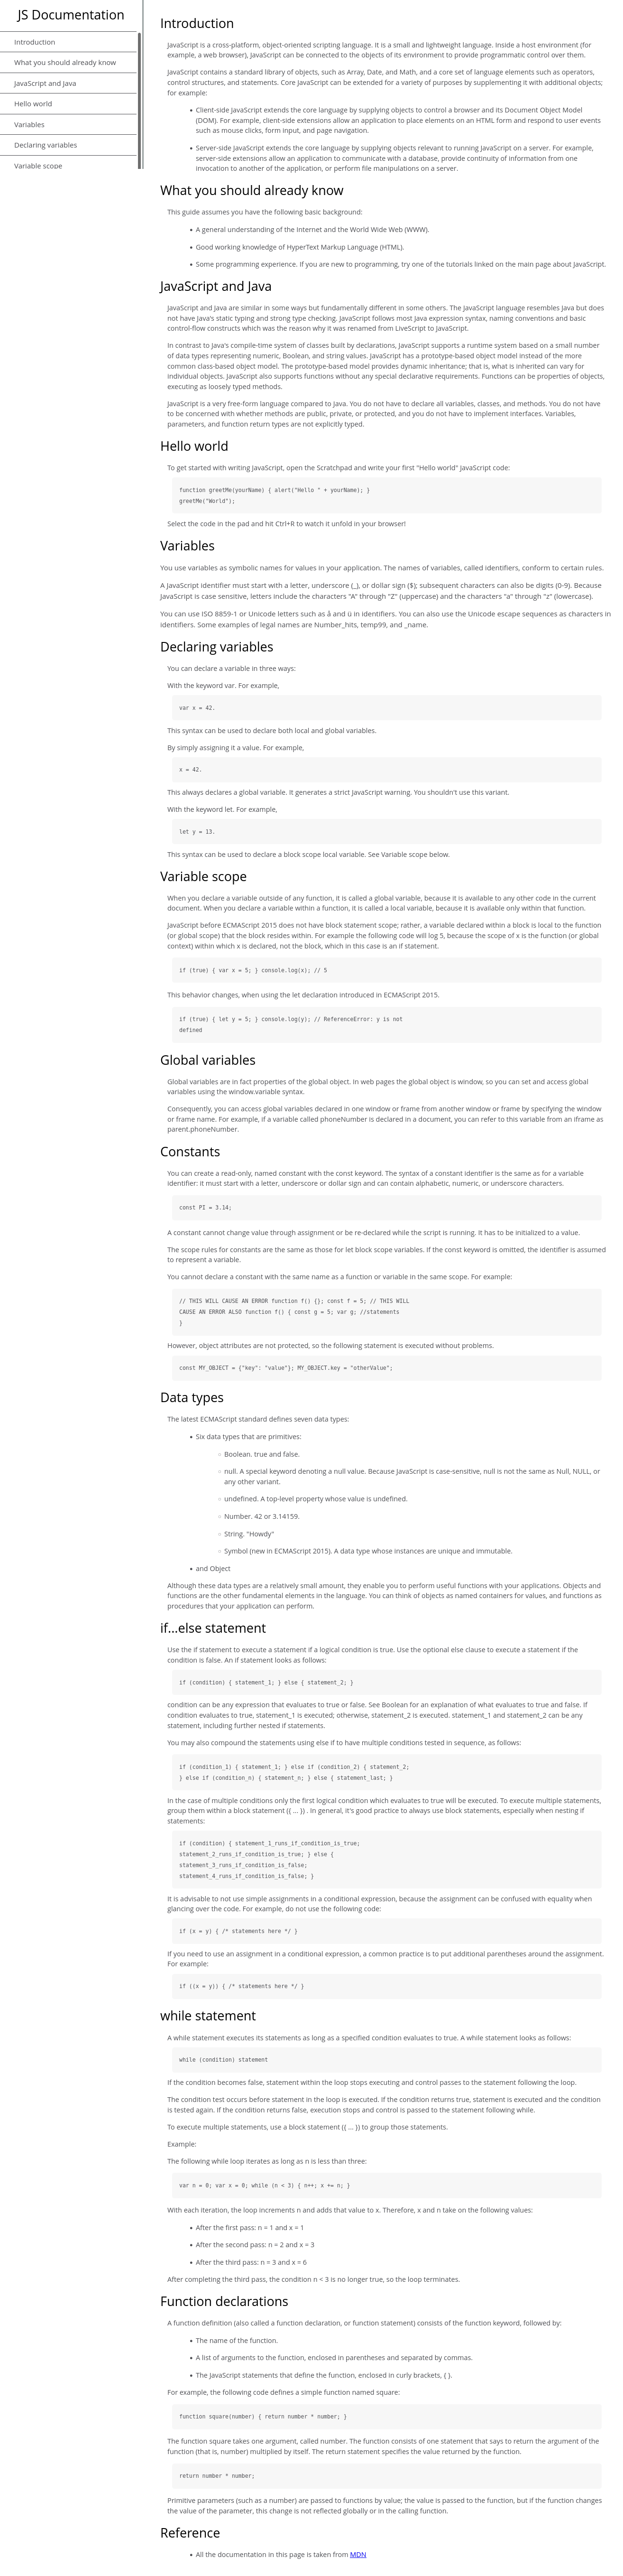 JS Documentation
Introduction
What you should already know
JavaScript and Java
Hello world
Variables
Declaring variables
Variable scope
Introduction
JavaScript is a cross-platform, object-oriented scripting language. It is a small and lightweight language. Inside a host environment (for
example, a web browser), JavaScript can be connected to the objects of its environment to provide programmatic control over them.
JavaScript contains a standard library of objects, such as Array, Date, and Math, and a core set of language elements such as operators,
control structures, and statements. Core JavaScript can be extended for a variety of purposes by supplementing it with additional objects;
for example:
• Client-side JavaScript extends the core language by supplying objects to control a browser and its Document Object Model
(DOM). For example, client-side extensions allow an application to place elements on an HTML form and respond to user events
such as mouse clicks, form input, and page navigation.
• Server-side JavaScript extends the core language by supplying objects relevant to running JavaScript on a server. For example,
server-side extensions allow an application to communicate with a database, provide continuity of information from one
invocation to another of the application, or perform file manipulations on a server.
What you should already know
This guide assumes you have the following basic background:
• A general understanding of the Internet and the World Wide Web (WWW).
• Good working knowledge of HyperText Markup Language (HTML).
• Some programming experience. If you are new to programming, try one of the tutorials linked on the main page about JavaScript.
JavaScript and Java
JavaScript and Java are similar in some ways but fundamentally different in some others. The JavaScript language resembles Java but does
not have Java's static typing and strong type checking. JavaScript follows most Java expression syntax, naming conventions and basic
control-flow constructs which was the reason why it was renamed from LiveScript to JavaScript.
In contrast to Java's compile-time system of classes built by declarations, JavaScript supports a runtime system based on a small number
of data types representing numeric, Boolean, and string values. JavaScript has a prototype-based object model instead of the more
common class-based object model. The prototype-based model provides dynamic inheritance; that is, what is inherited can vary for
individual objects. JavaScript also supports functions without any special declarative requirements. Functions can be properties of objects,
executing as loosely typed methods.
JavaScript is a very free-form language compared to Java. You do not have to declare all variables, classes, and methods. You do not have
to be concerned with whether methods are public, private, or protected, and you do not have to implement interfaces. Variables,
parameters, and function return types are not explicitly typed.
Hello world
To get started with writing JavaScript, open the Scratchpad and write your first "Hello world" JavaScript code:
function greetMe(yourName) { alert("Hello " + yourName); }
greetMe("World");
Select the code in the pad and hit Ctrl+R to watch it unfold in your browser!
Variables
You use variables as symbolic names for values in your application. The names of variables, called identifiers, conform to certain rules.
A JavaScript identifier must start with a letter, underscore (_), or dollar sign ($); subsequent characters can also be digits (0-9). Because
JavaScript is case sensitive, letters include the characters "A" through "Z" (uppercase) and the characters "a" through "z" (lowercase).
You can use ISO 8859-1 or Unicode letters such as å and ü in identifiers. You can also use the Unicode escape sequences as characters in
identifiers. Some examples of legal names are Number_hits, temp99, and _name.
Declaring variables
You can declare a variable in three ways:
With the keyword var. For example,
var x = 42.
This syntax can be used to declare both local and global variables.
By simply assigning it a value. For example,
x = 42.
This always declares a global variable. It generates a strict JavaScript warning. You shouldn't use this variant.
With the keyword let. For example,
let y = 13.
This syntax can be used to declare a block scope local variable. See Variable scope below.
Variable scope
When you declare a variable outside of any function, it is called a global variable, because it is available to any other code in the current
document. When you declare a variable within a function, it is called a local variable, because it is available only within that function.
JavaScript before ECMAScript 2015 does not have block statement scope; rather, a variable declared within a block is local to the function
(or global scope) that the block resides within. For example the following code will log 5, because the scope of x is the function (or global
context) within which x is declared, not the block, which in this case is an if statement.
if (true) { var x = 5; } console.log(x); // 5
This behavior changes, when using the let declaration introduced in ECMAScript 2015.
if (true) { let y = 5; } console.log(y); // ReferenceError: y is not
defined
Global variables
Global variables are in fact properties of the global object. In web pages the global object is window, so you can set and access global
variables using the window.variable syntax.
Consequently, you can access global variables declared in one window or frame from another window or frame by specifying the window
or frame name. For example, if a variable called phoneNumber is declared in a document, you can refer to this variable from an iframe as
parent.phoneNumber.
Constants
You can create a read-only, named constant with the const keyword. The syntax of a constant identifier is the same as for a variable
identifier: it must start with a letter, underscore or dollar sign and can contain alphabetic, numeric, or underscore characters.
const PI = 3.14;
A constant cannot change value through assignment or be re-declared while the script is running. It has to be initialized to a value.
The scope rules for constants are the same as those for let block scope variables. If the const keyword is omitted, the identifier is assumed
to represent a variable.
You cannot declare a constant with the same name as a function or variable in the same scope. For example:
// THIS WILL CAUSE AN ERROR function f() {}; const f = 5; // THIS WILL
CAUSE AN ERROR ALSO function f() { const g = 5; var g; //statements
}
However, object attributes are not protected, so the following statement is executed without problems.
const MY_OBJECT = {"key": "value"}; MY_OBJECT.key = "otherValue";
Data types
The latest ECMAScript standard defines seven data types:
• Six data types that are primitives:
○ Boolean. true and false.
○ null. A special keyword denoting a null value. Because JavaScript is case-sensitive, null is not the same as Null, NULL, or
any other variant.
○ undefined. A top-level property whose value is undefined.
○ Number. 42 or 3.14159.
○ String. "Howdy"
○ Symbol (new in ECMAScript 2015). A data type whose instances are unique and immutable.
• and Object
Although these data types are a relatively small amount, they enable you to perform useful functions with your applications. Objects and
functions are the other fundamental elements in the language. You can think of objects as named containers for values, and functions as
procedures that your application can perform.
if...else statement
Use the if statement to execute a statement if a logical condition is true. Use the optional else clause to execute a statement if the
condition is false. An if statement looks as follows:
if (condition) { statement_1; } else { statement_2; }
condition can be any expression that evaluates to true or false. See Boolean for an explanation of what evaluates to true and false. If
condition evaluates to true, statement_1 is executed; otherwise, statement_2 is executed. statement_1 and statement_2 can be any
statement, including further nested if statements.
You may also compound the statements using else if to have multiple conditions tested in sequence, as follows:
if (condition_1) { statement_1; } else if (condition_2) { statement_2;
} else if (condition_n) { statement_n; } else { statement_last; }
In the case of multiple conditions only the first logical condition which evaluates to true will be executed. To execute multiple statements,
group them within a block statement ({ ... }) . In general, it's good practice to always use block statements, especially when nesting if
statements:
if (condition) { statement_1_runs_if_condition_is_true;
statement_2_runs_if_condition_is_true; } else {
statement_3_runs_if_condition_is_false;
statement_4_runs_if_condition_is_false; }
It is advisable to not use simple assignments in a conditional expression, because the assignment can be confused with equality when
glancing over the code. For example, do not use the following code:
if (x = y) { /* statements here */ }
If you need to use an assignment in a conditional expression, a common practice is to put additional parentheses around the assignment.
For example:
if ((x = y)) { /* statements here */ }
while statement
A while statement executes its statements as long as a specified condition evaluates to true. A while statement looks as follows:
while (condition) statement
If the condition becomes false, statement within the loop stops executing and control passes to the statement following the loop.
The condition test occurs before statement in the loop is executed. If the condition returns true, statement is executed and the condition
is tested again. If the condition returns false, execution stops and control is passed to the statement following while.
To execute multiple statements, use a block statement ({ ... }) to group those statements.
Example:
The following while loop iterates as long as n is less than three:
var n = 0; var x = 0; while (n < 3) { n++; x += n; }
With each iteration, the loop increments n and adds that value to x. Therefore, x and n take on the following values:
• After the first pass: n = 1 and x = 1
• After the second pass: n = 2 and x = 3
• After the third pass: n = 3 and x = 6
After completing the third pass, the condition n < 3 is no longer true, so the loop terminates.
Function declarations
A function definition (also called a function declaration, or function statement) consists of the function keyword, followed by:
• The name of the function.
• A list of arguments to the function, enclosed in parentheses and separated by commas.
• The JavaScript statements that define the function, enclosed in curly brackets, { }.
For example, the following code defines a simple function named square:
function square(number) { return number * number; }
The function square takes one argument, called number. The function consists of one statement that says to return the argument of the
function (that is, number) multiplied by itself. The return statement specifies the value returned by the function.
return number * number;
Primitive parameters (such as a number) are passed to functions by value; the value is passed to the function, but if the function changes
the value of the parameter, this change is not reflected globally or in the calling function.
Reference
• All the documentation in this page is taken from MDN